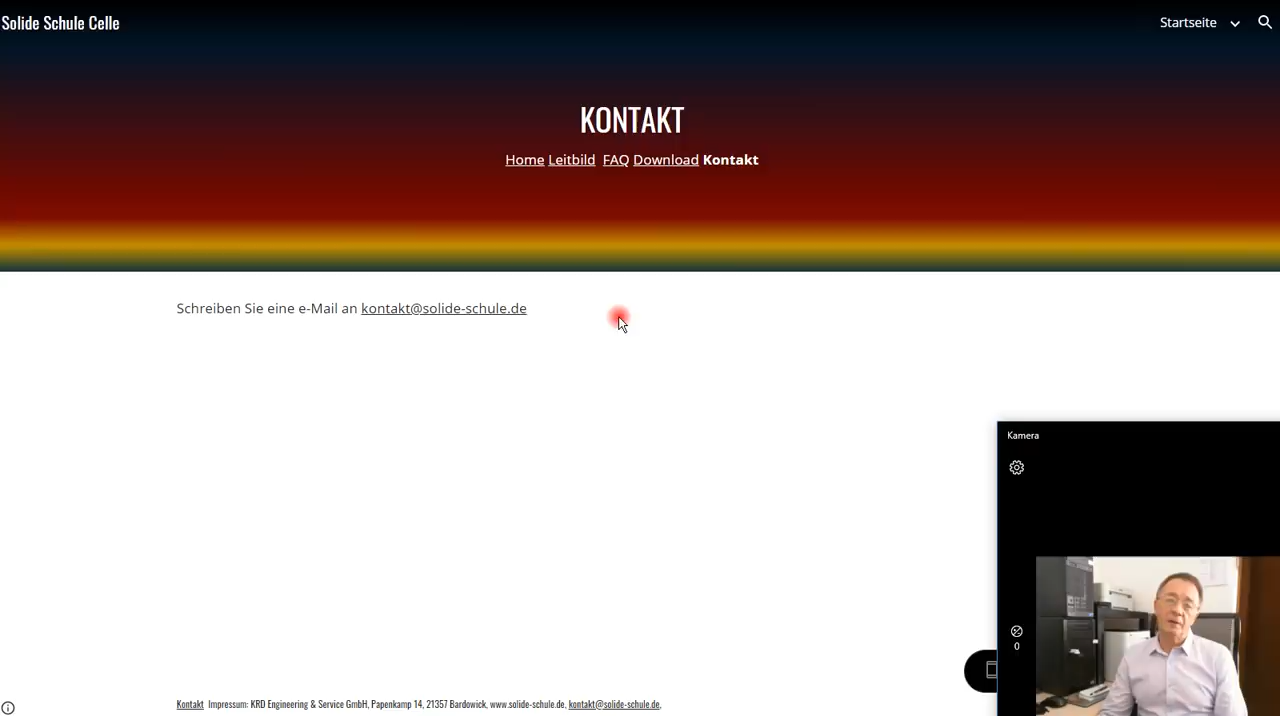 Solide Schule Celle
Startseite
KONTAKT
Home Leitbild FAQ Download Kontakt
Schreiben Sie eine e-Mail an kontakt@solide-schule.de
Kamera
0
Kontakt Impressum: KRD Engineering & Service GmbH, Papenkamp 14, 21357 Bardowick, www.solide-schule.de, kontakt@solide-schule.de,